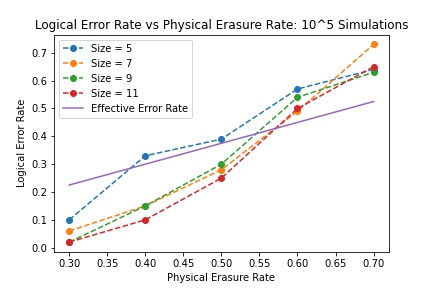 Logical Error Rate vs Physical Erasure Rate: 10^5 Simulations
Size = 5
Size = 7
Size = 9
Size = 11
Effective Error Rate
Logical Error Rate
0.7
0.6
0.5
0.4
0.3
0.2
0.1
0.0
0.30 0.35 0.40 0.45 0.50 0.55 0.60 0.65 0.70
Physical Erasure Rate